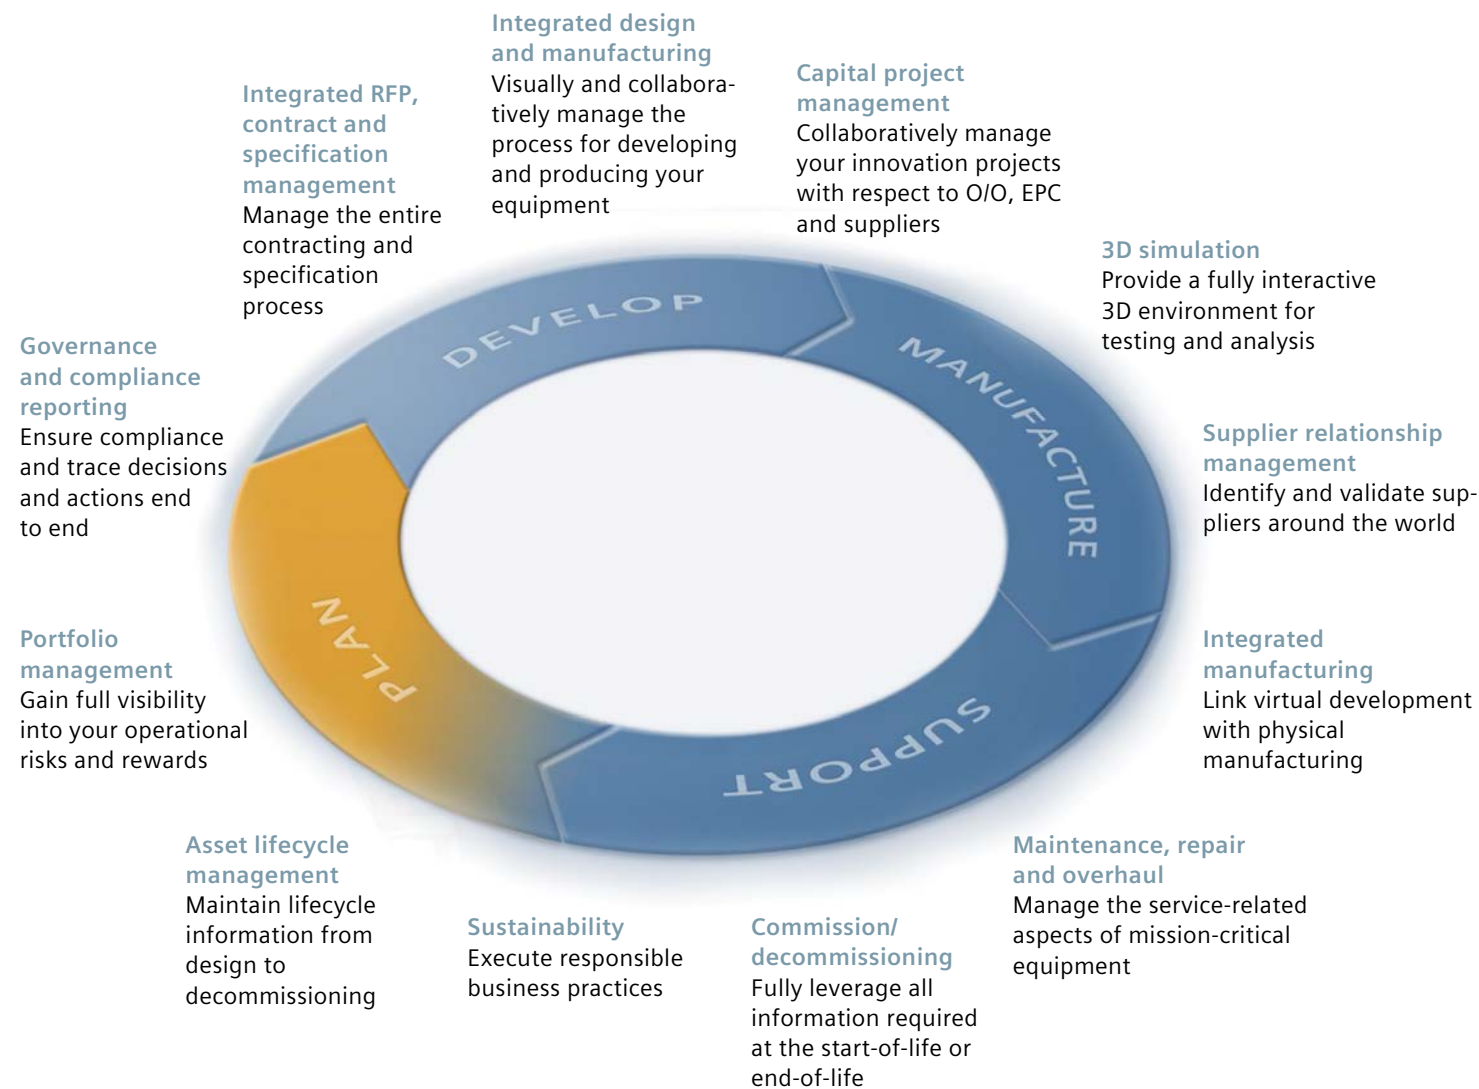 Integrated design
and manufacturing
Visually and collabora-
tively manage the
process for developing
and producing your
equipment
Capital project
management
Collaboratively manage
your innovation projects
with respect to O/O, EPC
and suppliers
Integrated RFP,
contract and
specification
management
Manage the entire
contracting and
specification
process
3D simulation
Provide a fully interactive
3D environment for
testing and analysis
Governance
and compliance
reporting
Ensure compliance
and trace decisions
and actions end
to end
DEVELOP
MANUFACTURE
SUPPORT
PLAN
Supplier relationship
management
Identify and validate sup-
pliers around the world
Portfolio
management
Gain full visibility
into your operational
risks and rewards
Integrated
manufacturing
Link virtual development
with physical
manufacturing
Asset lifecycle
management
Maintain lifecycle
information from
design to
decommissioning
Sustainability
Execute responsible
business practices
Commission/
decommissioning
Fully leverage all
information required
at the start-of-life or
end-of-life
Maintenance, repair
and overhaul
Manage the service-related
aspects of mission-critical
equipment